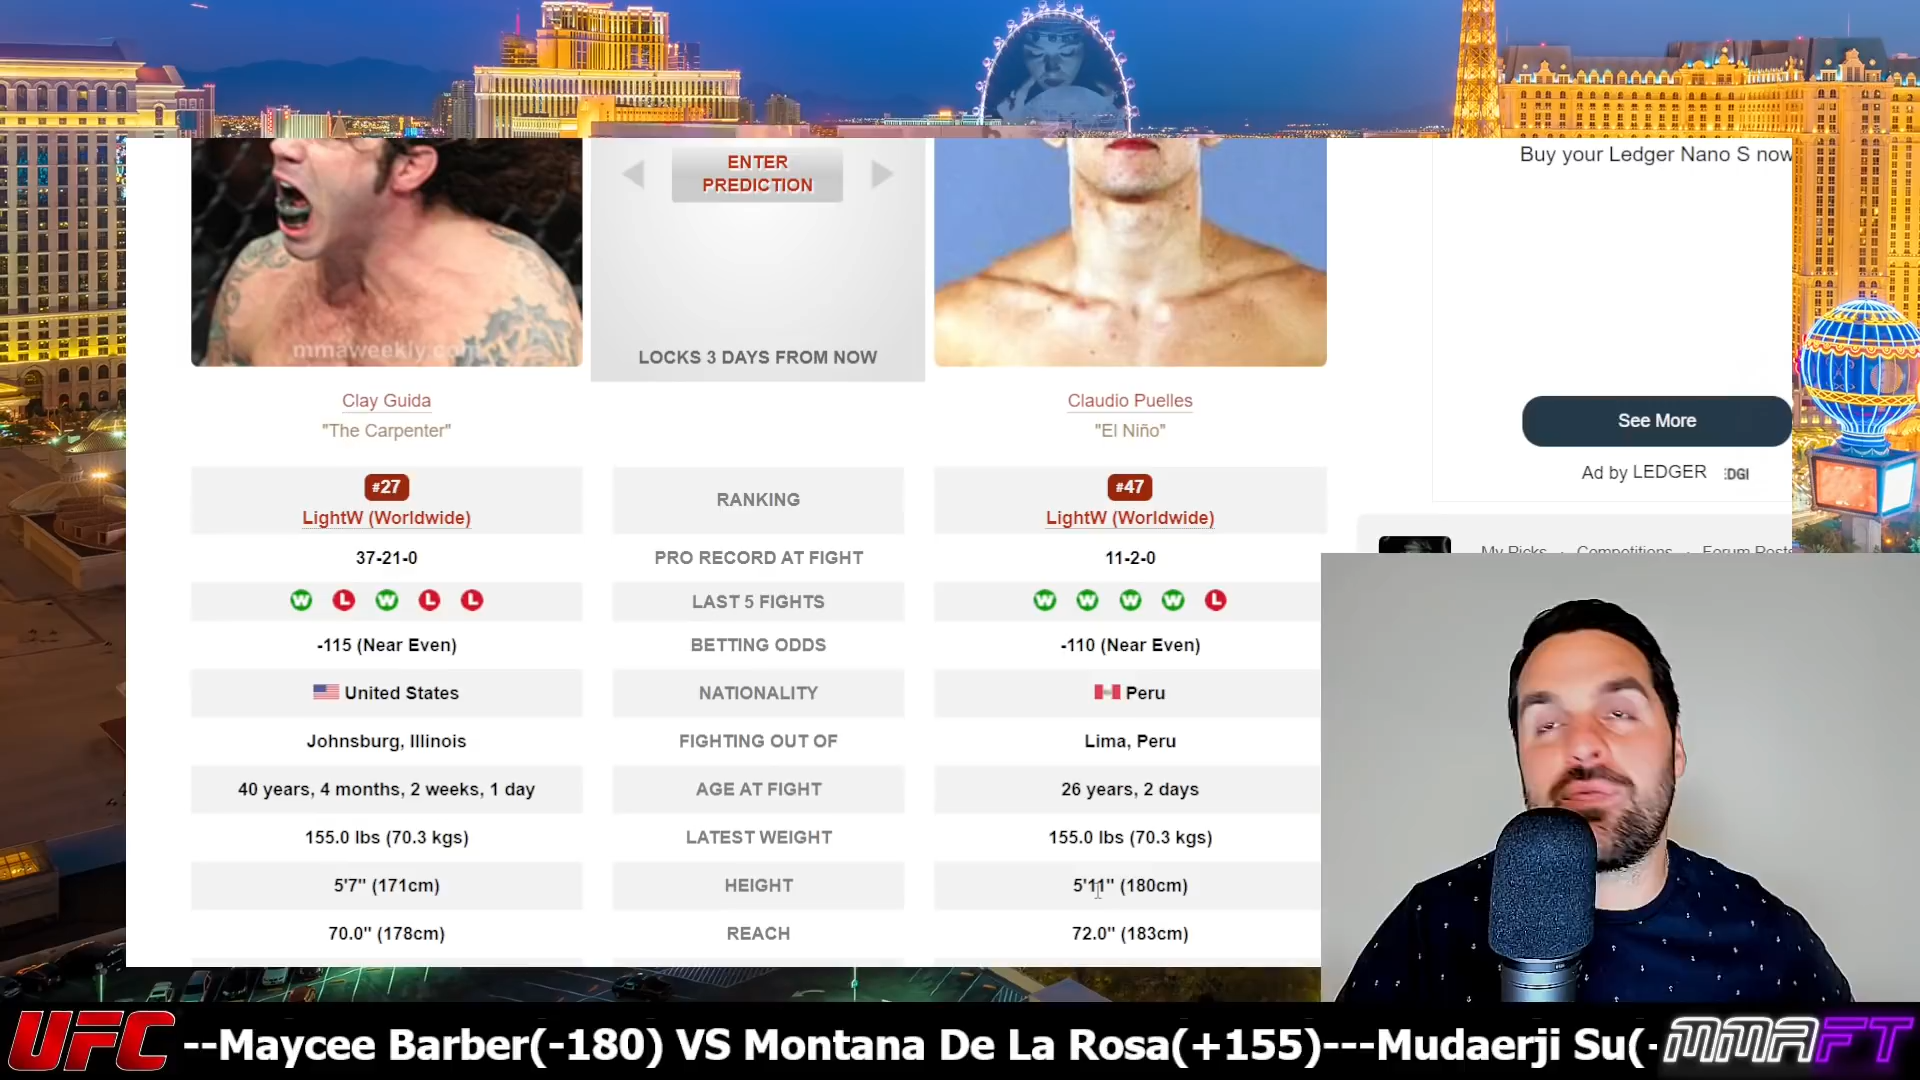 Buy your Ledger Nano S now
ENTER
PREDICTION
mmaweekly.com
LOCKS 3 DAYS FROM NOW
Clay Guida
Claudio Puelles
"The Carpenter"
"El Niño"
See More
Ad by LEDGER
#27
LightW (Worldwide)
RANKING
#47
LightW (Worldwide)
37-21-0
PRO RECORD AT FIGHT
11-2-0
My Picks · Competitions · Forum Posts
W L W L L
LAST 5 FIGHTS
W W W W L
-115 (Near Even)
BETTING ODDS
-110 (Near Even)
United States
NATIONALITY
Peru
Johnsburg, Illinois
FIGHTING OUT OF
Lima, Peru
40 years, 4 months, 2 weeks, 1 day
AGE AT FIGHT
26 years, 2 days
155.0 lbs (70.3 kgs)
LATEST WEIGHT
155.0 lbs (70.3 kgs)
5'7" (171cm)
HEIGHT
5'11" (180cm)
70.0" (178cm)
REACH
72.0" (183cm)
UFC --Maycee Barber(-180) VS Montana De La Rosa(+155)---Mudaerji Su(- MMAFT